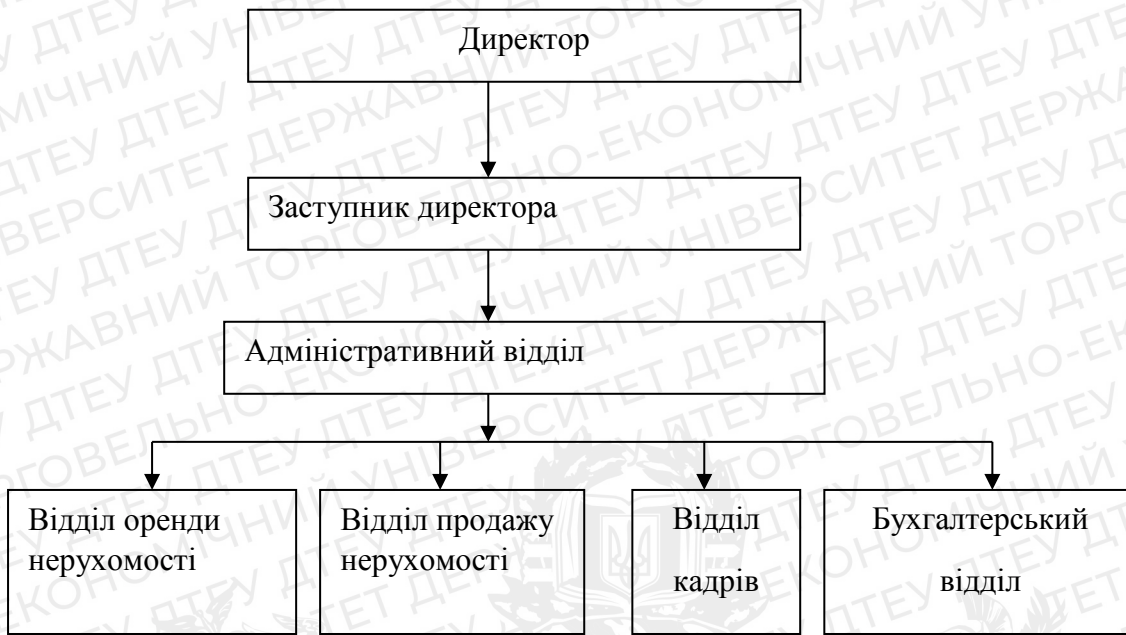 Директор
Заступник директора
Адміністративний відділ
Відділ оренди
нерухомості
Відділ продажу
нерухомості
Відділ
кадрів
Бухгалтерський
відділ